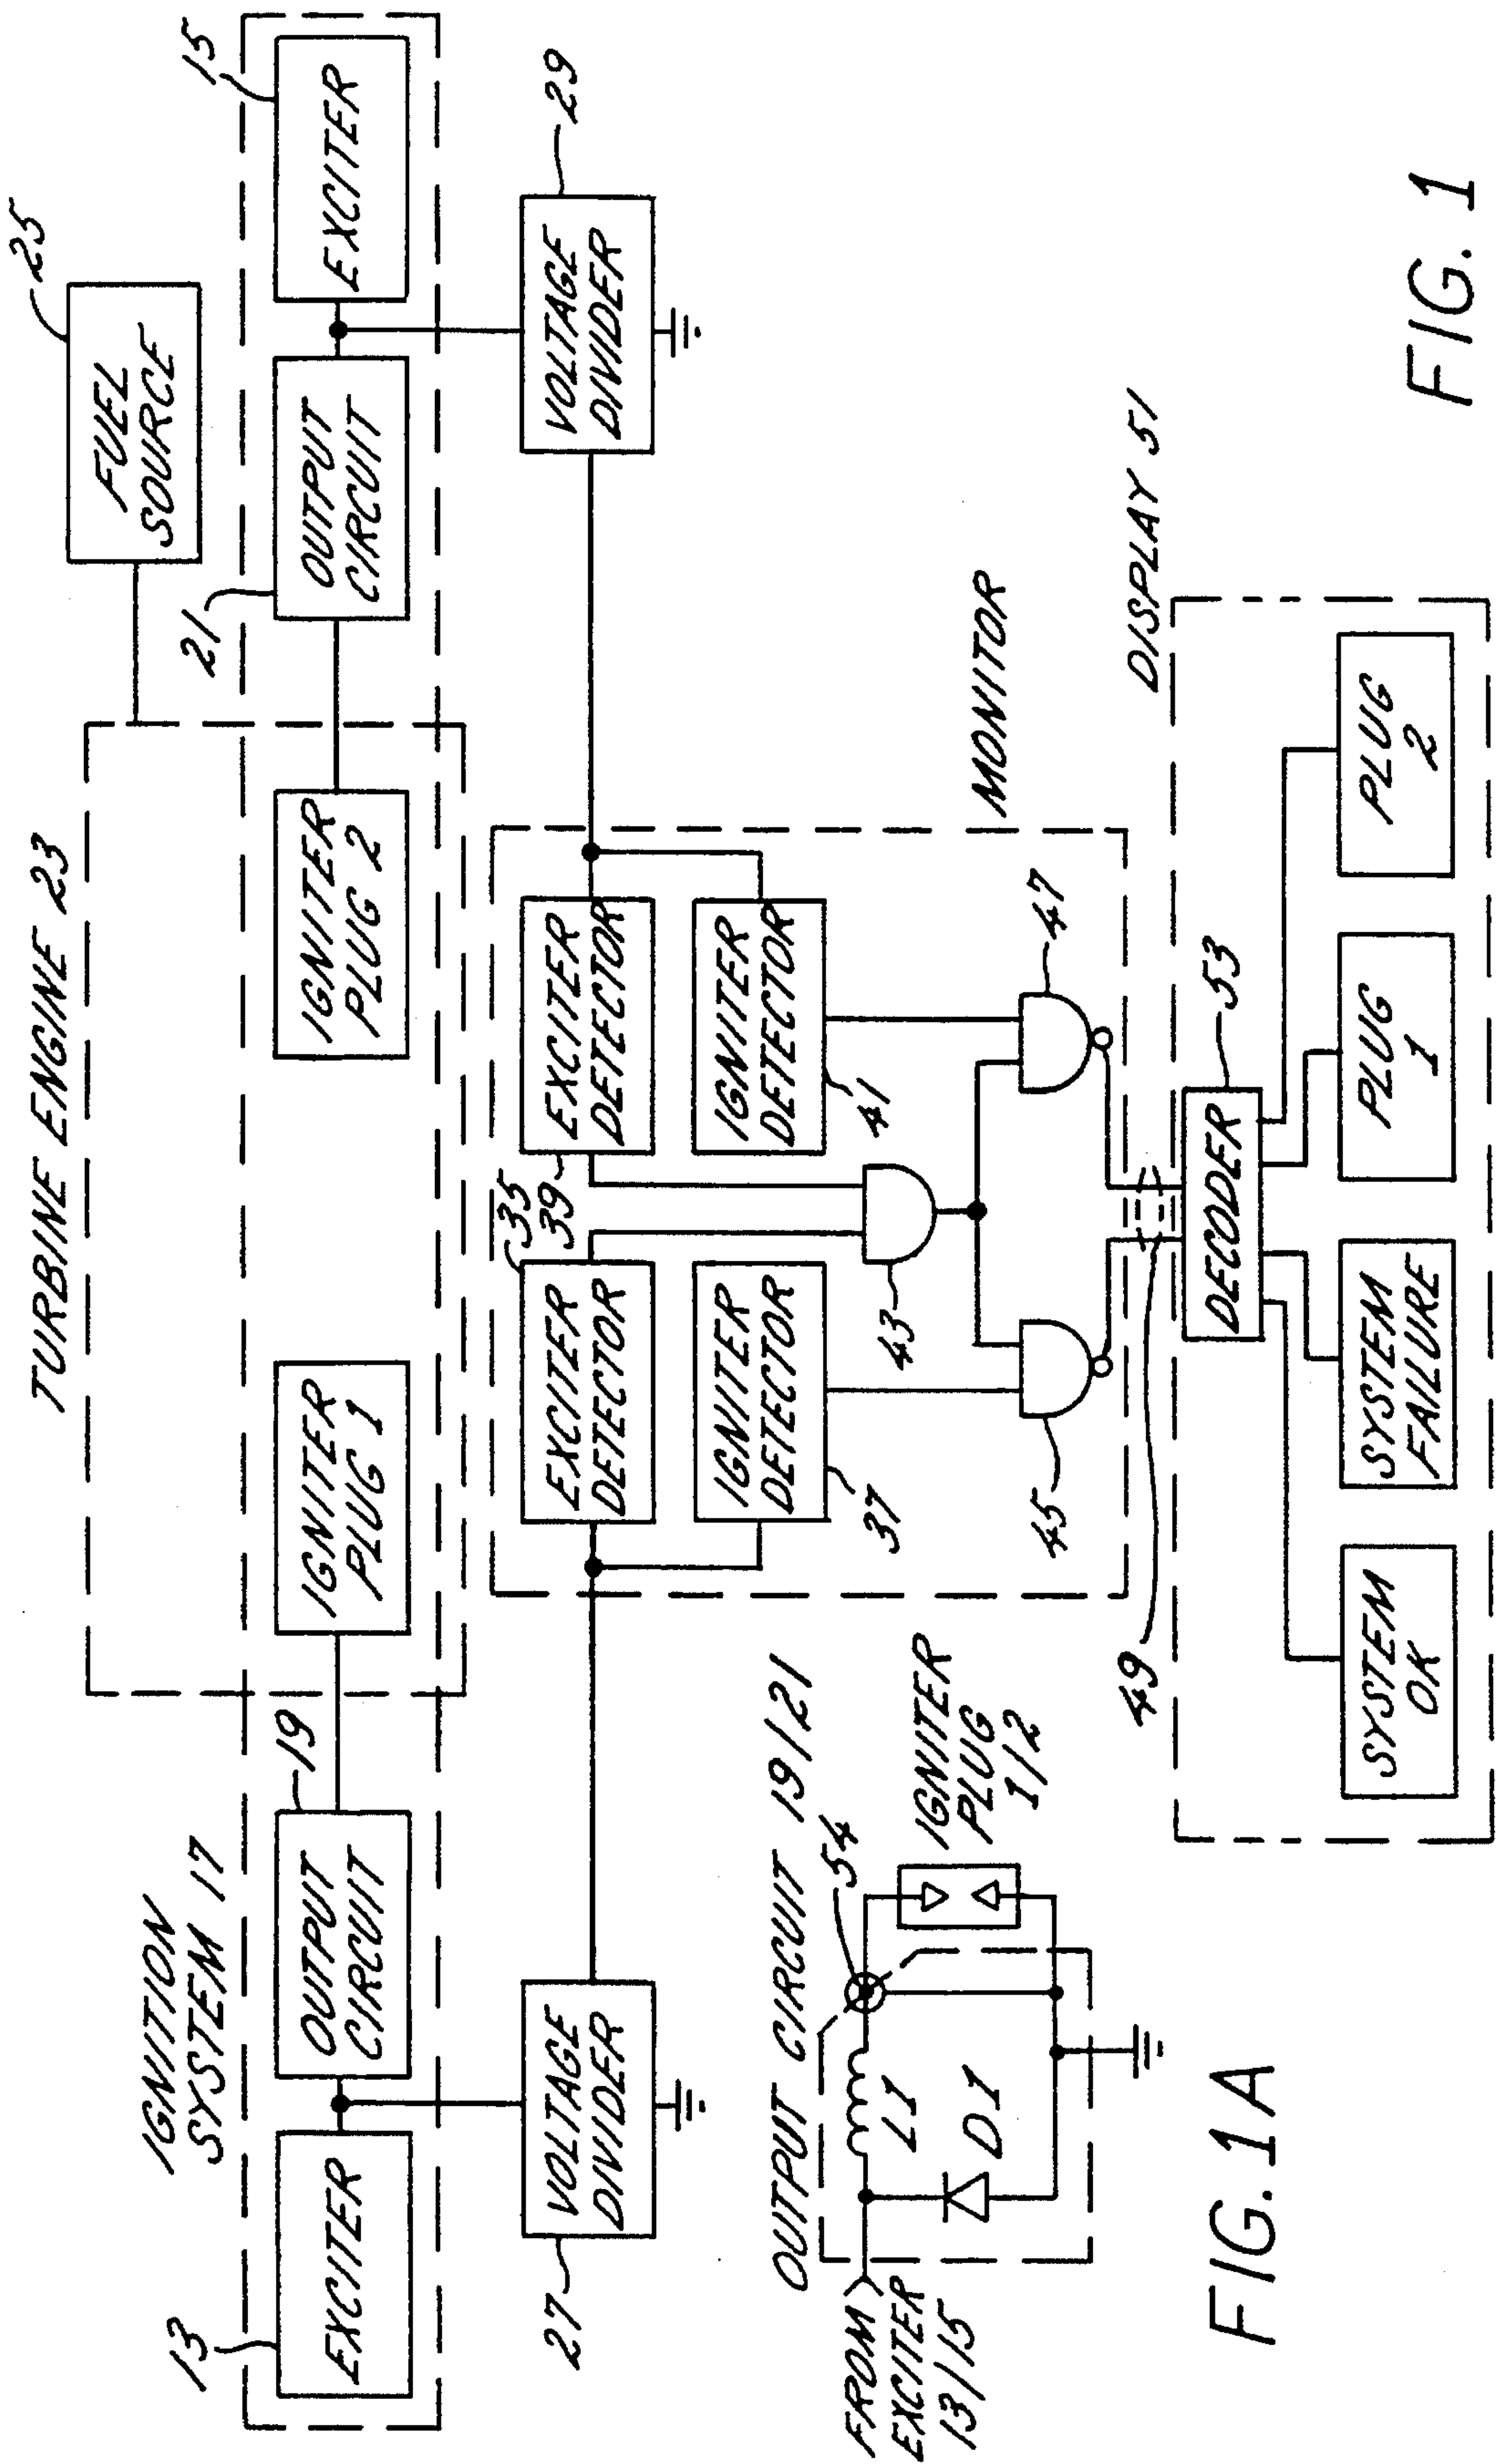 TURBINE ENGINE 23
FUEL
SOURCE
25
IGNITION
SYSTEM 17
13
EXCITER
OUTPUT
CIRCUIT
19
IGNITER
PLUG 1
IGNITER
PLUG 2
21
OUTPUT
CIRCUIT
EXCITER
15
27
VOLTAGE
DIVIDER
VOLTAGE
DIVIDER
29
EXCITER
DETECTOR
35
39
EXCITER
DETECTOR
IGNITER
DETECTOR
37
IGNITER
DETECTOR
41
43
45
47
MONITOR
49
DISPLAY 51
DECODER
53
SYSTEM
OK
SYSTEM
FAILURE
PLUG
1
PLUG
2
OUTPUT CIRCUIT 19/21
54
FROM
EXCITER
13/15
L1
D1
IGNITER
PLUG
1/2
FIG. 1A
FIG. 1